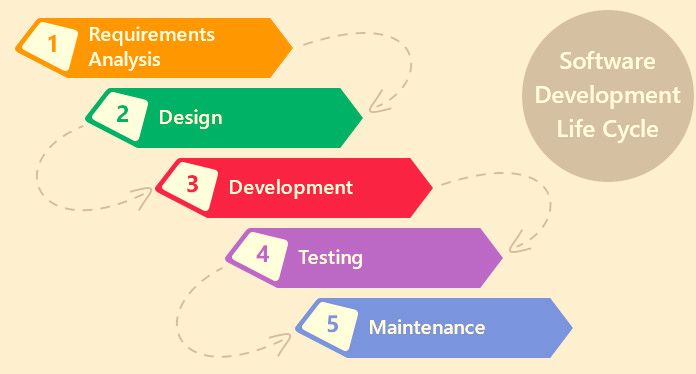 1
Requirements
Analysis
2
Design
3
Development
4
Testing
5
Maintenance
Software
Development
Life Cycle